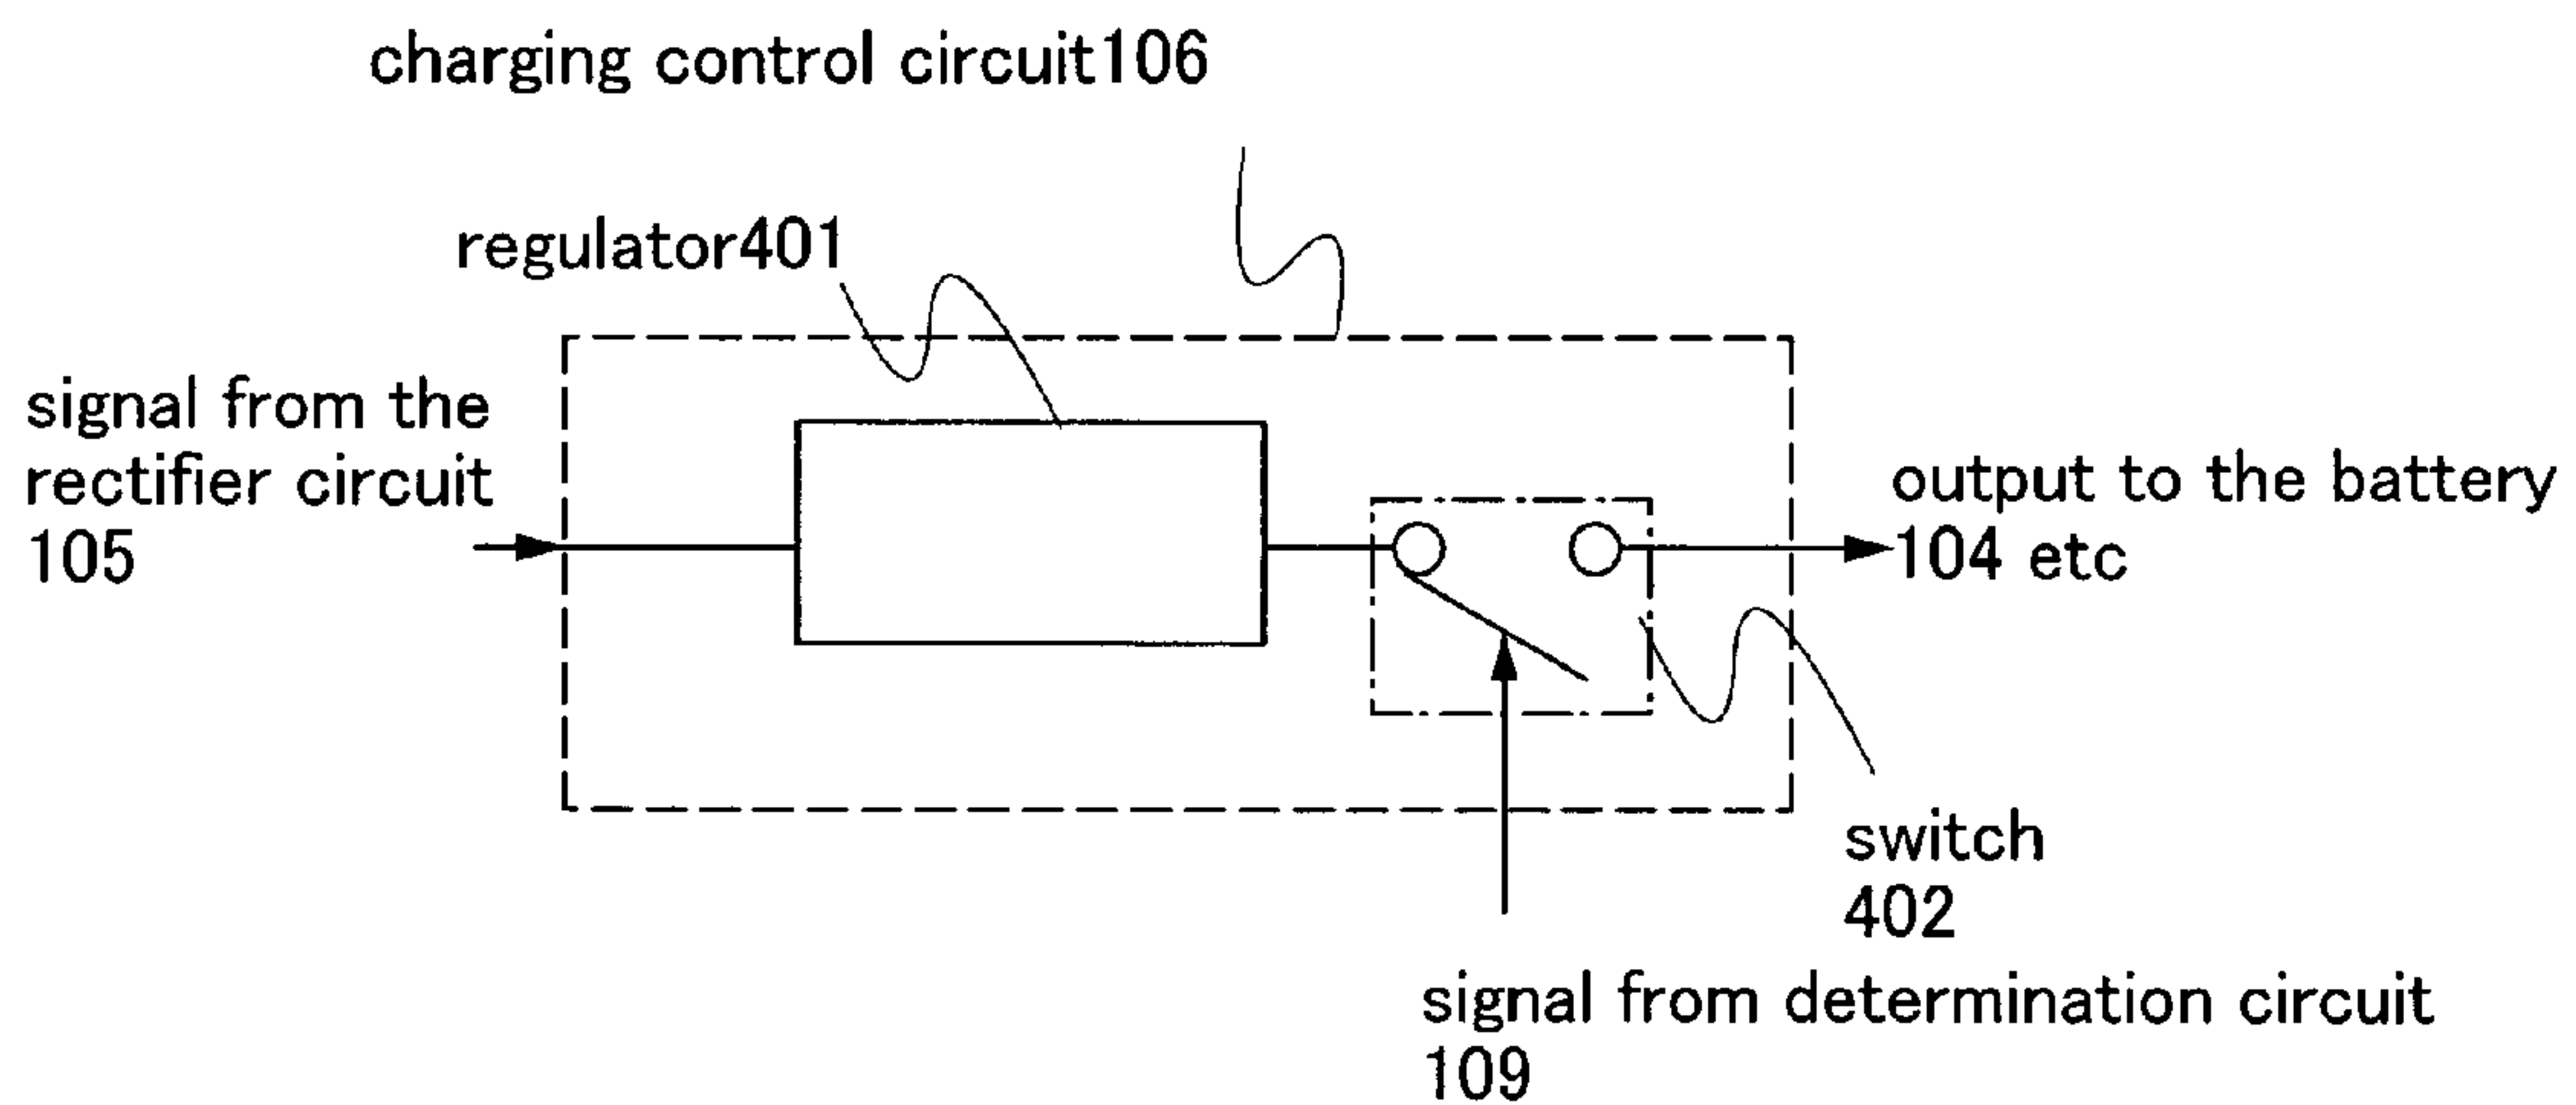 charging control circuit106
regulator401
signal from the
rectifier circuit
105
output to the battery
104 etc
switch
402
signal from determination circuit
109